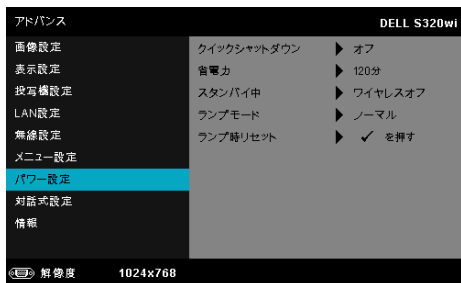 アドバンス DELL S320wi
画像設定 クイックシャットダウン オフ
表示設定 省電力 120分
投写機設定 スタンバイ中 ワイヤレスオフ
LAN設定 ランプモード ノーマル
無線設定 ランプ時リセット ✓ を押す
メニュー設定
パワー設定
対話式設定
情報
解像度 1024x768